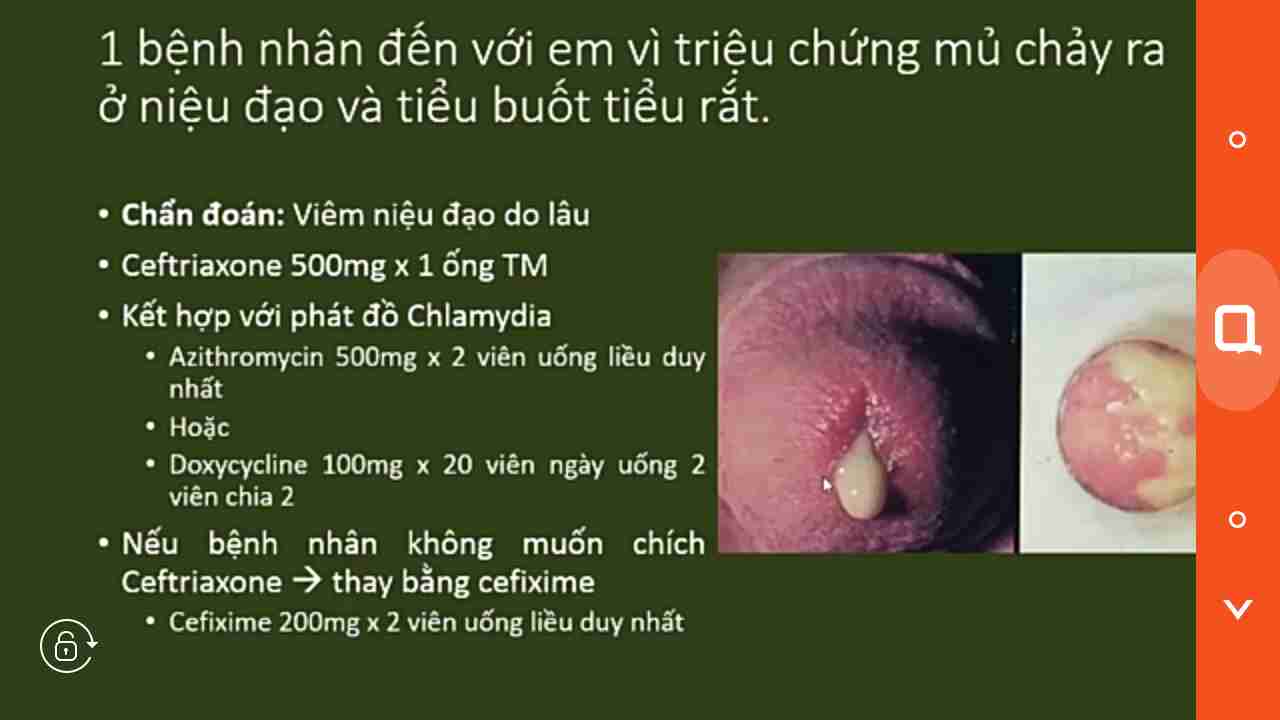 1 bệnh nhân đến với em vì triệu chứng mủ chảy ra
ở niệu đạo và tiểu buốt tiểu rắt.
• Chẩn đoán: Viêm niệu đạo do lâu
• Ceftriaxone 500mg x 1 ống TM
• Kết hợp với phát đồ Chlamydia
• Azithromycin 500mg x 2 viên uống liều duy
nhất
• Hoặc
• Doxycycline 100mg x 20 viên ngày uống 2
viên chia 2
• Nếu bệnh nhân không muốn chích
Ceftriaxone → thay bằng cefixime
• Cefixime 200mg x 2 viên uống liều duy nhất